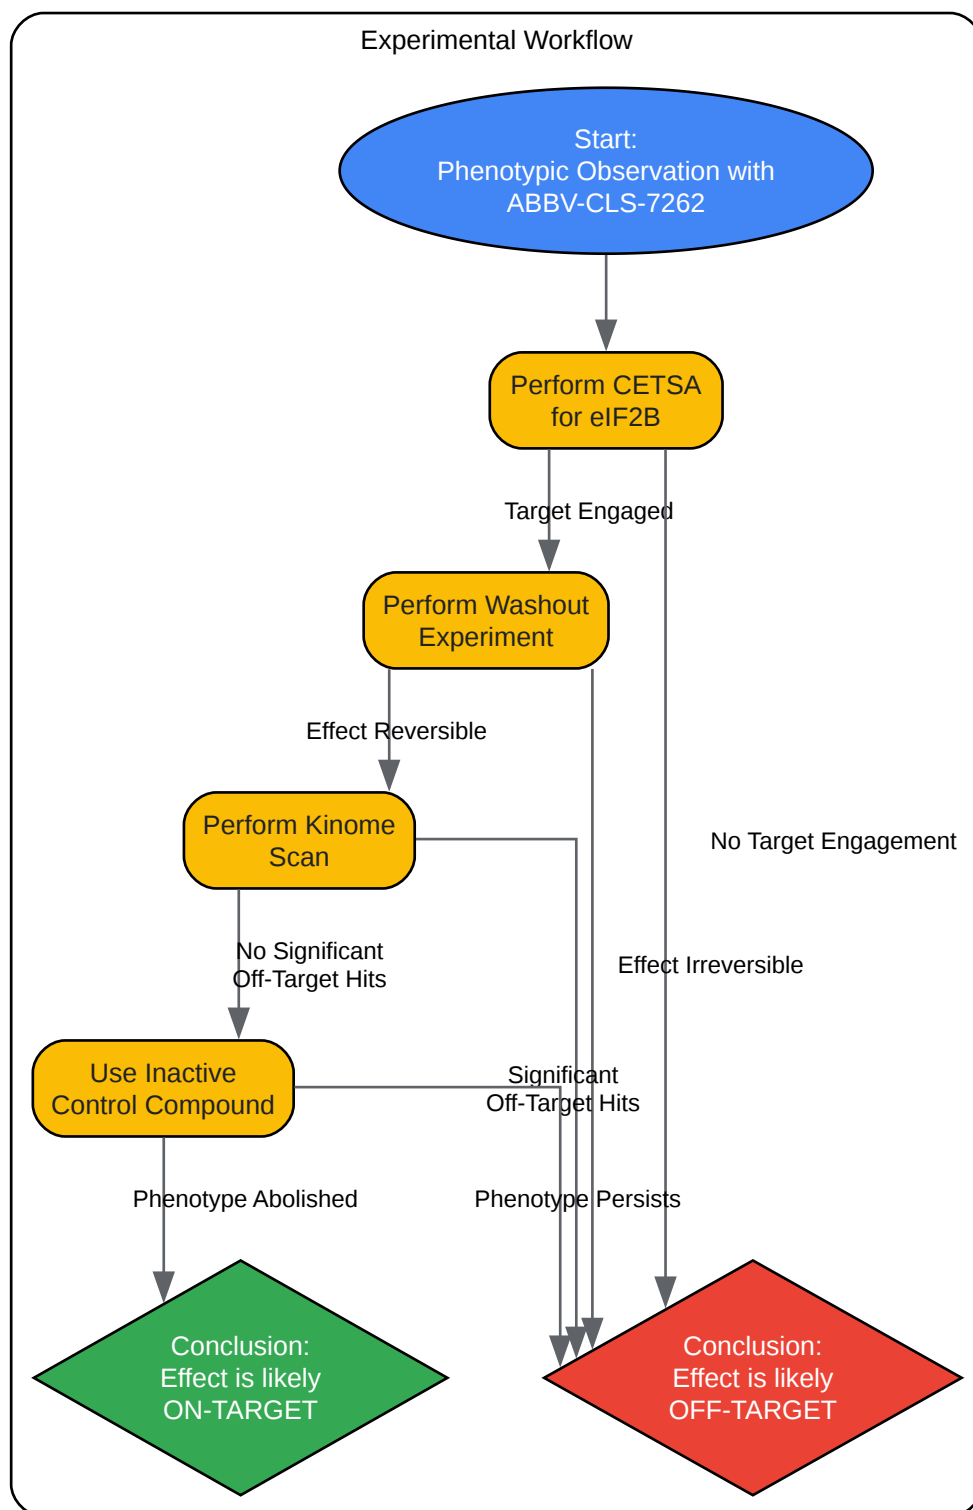 Experimental Workflow
Start:
Phenotypic Observation with
ABBV-CLS-7262
Perform CETSA
for eIF2B
Target Engaged
Perform Washout
Experiment
Effect Reversible
Perform Kinome
Scan
No Target Engagement
No Significant
Off-Target Hits
Effect Irreversible
Use Inactive
Control Compound
Significant
Off-Target Hits
Phenotype Abolished
Phenotype Persists
Conclusion:
Effect is likely
ON-TARGET
Conclusion:
Effect is likely
OFF-TARGET